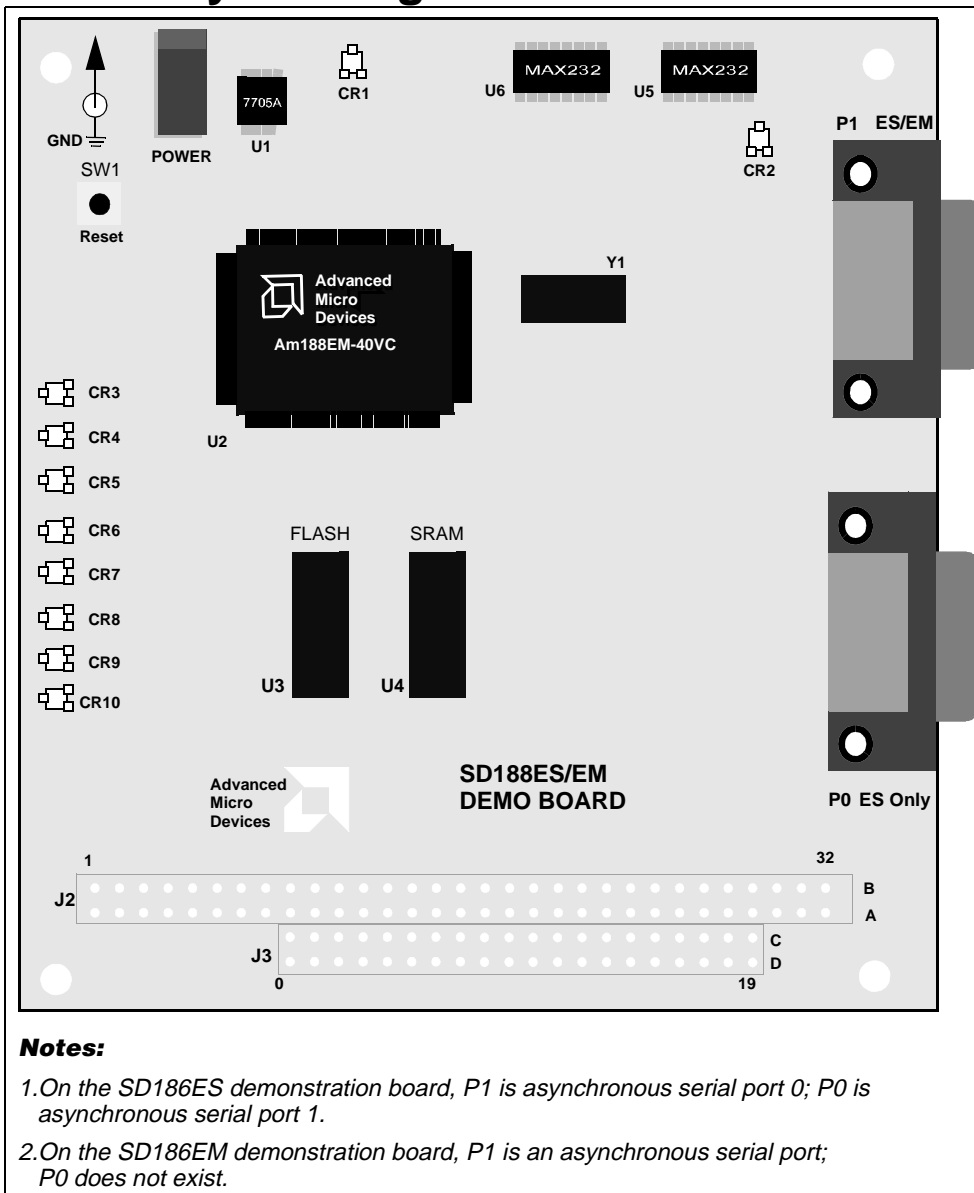 MAX232
MAX232
U6
U5
CR1
7705A
U1
P1 ES/EM
GND
POWER
CR2
SW1
Reset
Y1
Advanced
Micro
Devices
Am188EM-40VC
U2
CR3
CR4
CR5
CR6
CR7
CR8
CR9
CR10
FLASH
SRAM
U3
U4
SD188ES/EM
DEMO BOARD
Advanced
Micro
Devices
P0 ES Only
1
32
J2
B
A
J3
C
D
0
19
Notes:
1.On the SD186ES demonstration board, P1 is asynchronous serial port 0; P0 is
asynchronous serial port 1.
2.On the SD186EM demonstration board, P1 is an asynchronous serial port;
P0 does not exist.